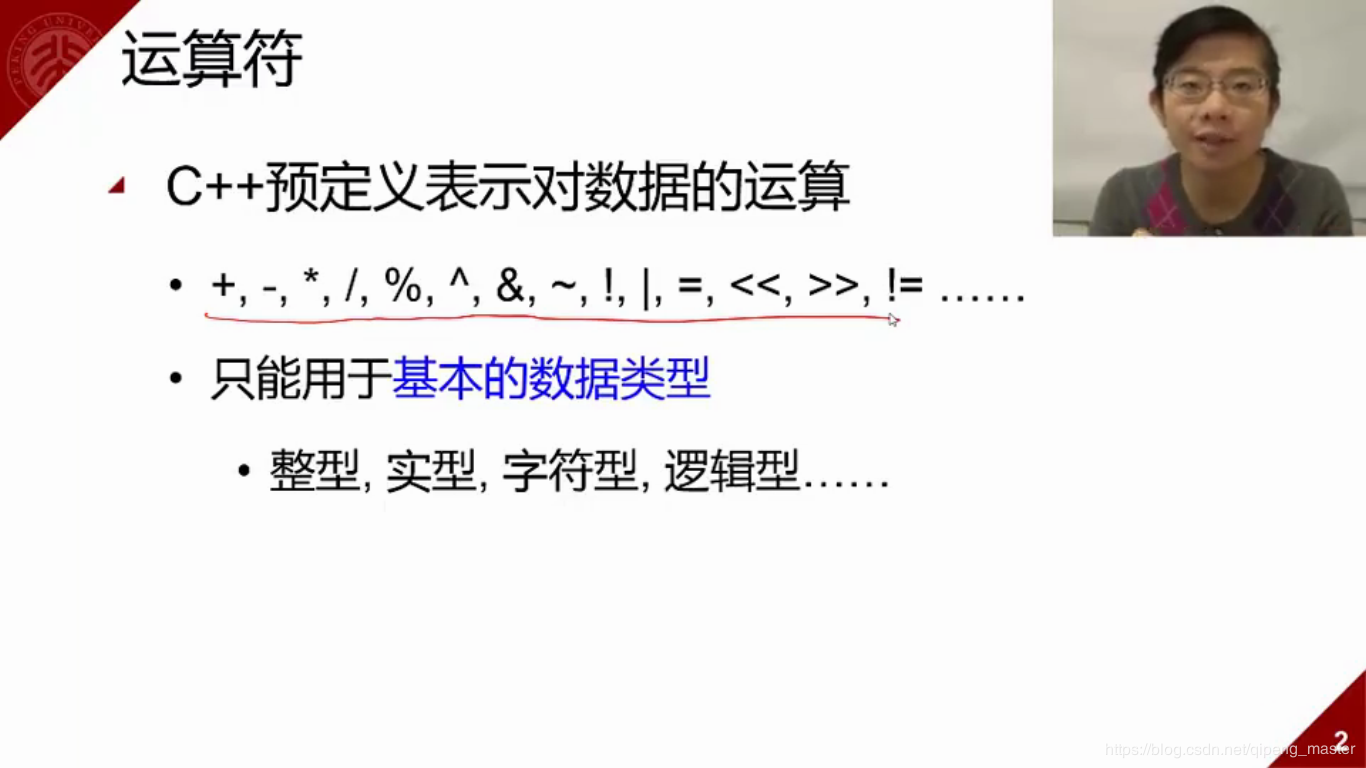 PEKING UNIVER
运算符
C++预定义表示对数据的运算
• +, -, *, /, %, ^, &, ~, !, |, =, <<, >>, != ……
• 只能用于基本的数据类型
• 整型, 实型, 字符型, 逻辑型……
2
https://blog.csdn.net/qipang_master